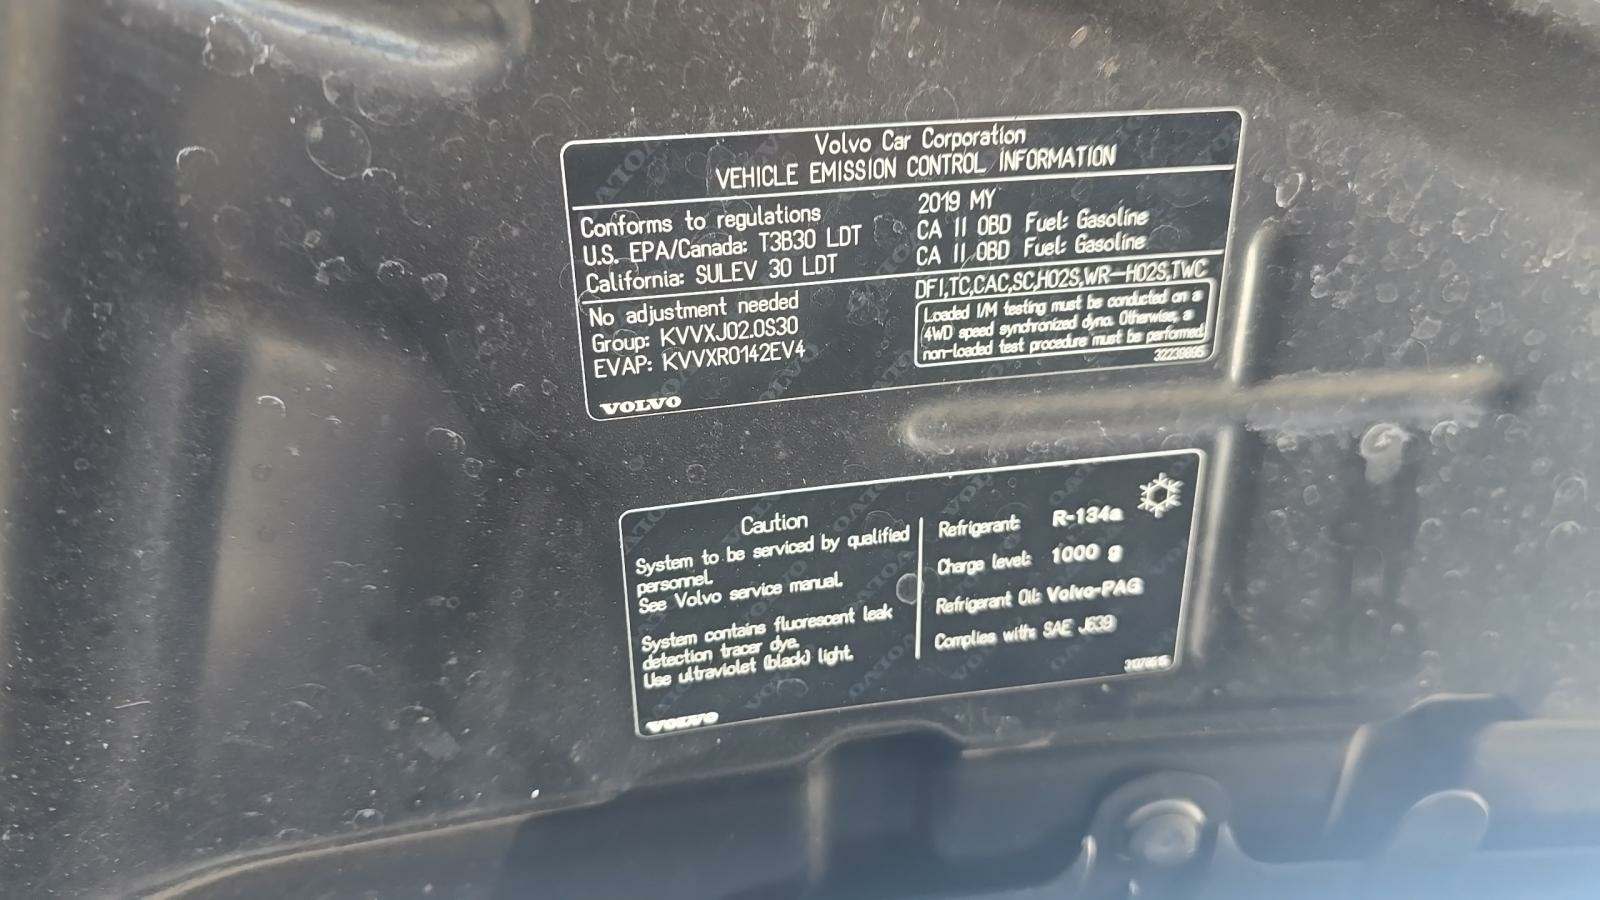 Volvo Car Corporation
VEHICLE EMISSION CONTROL INFORMATION
Conforms to regulations
U.S. EPA/Canada: T3B30 LDT
California: SULEV 30 LDT
2019 MY
CA II OBD Fuel: Gasoline
CA II OBD Fuel: Gasoline
No adjustment needed
Group: KVVXJ02.0S30
EVAP: KVVXR0142EV4
VOLVO
DFI,TC,CAC,SC,HO2S,WR-HO2S,TWC
Loaded I/M testing must be conducted on a
4WD speed synchronized dyno. Otherwise, a
non-loaded test procedure must be performed
Caution
System to be serviced by qualified
personnel.
See Volvo service manual.
System contains fluorescent leak
detection tracer dye.
Use ultraviolet (black) light.
VOLVO
Refrigerant: R-134a
Charge level: 1000 g
Refrigerant Oil: Volvo-PAG
Complies with: SAE J639